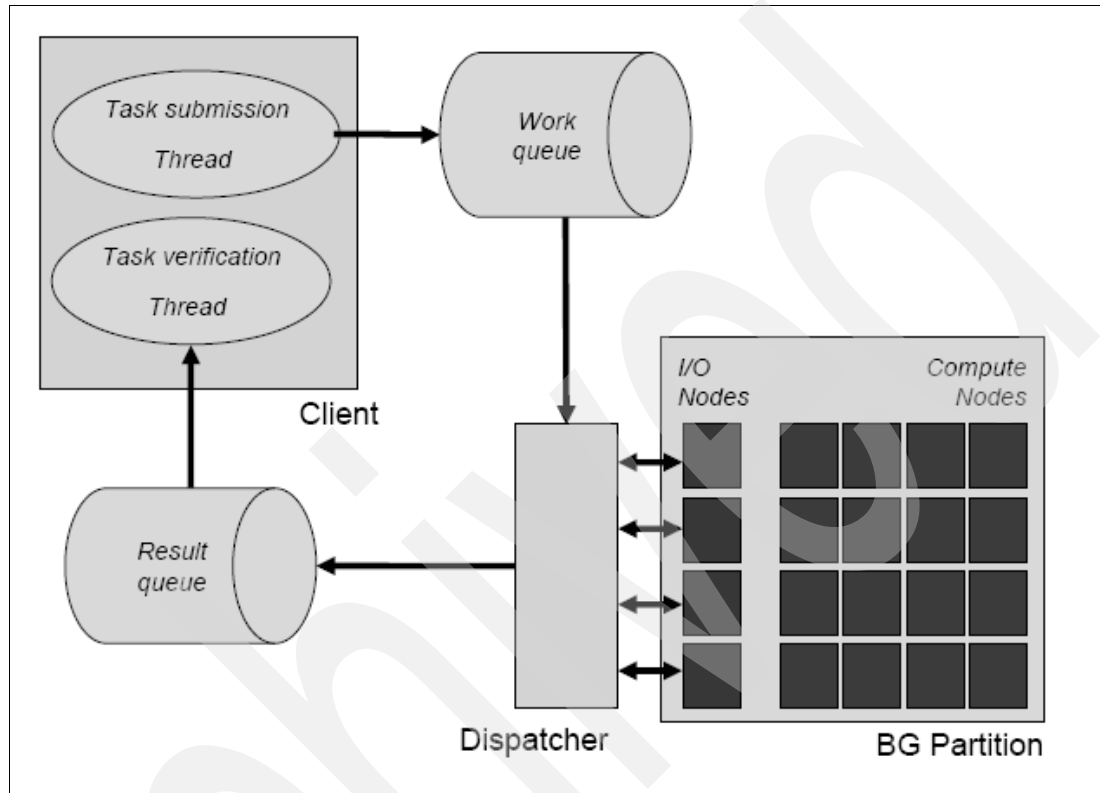 Task submission
Thread
Work
queue
Task verification
Thread
Client
I/O
Nodes
Compute
Nodes
Result
queue
Dispatcher
BG Partition